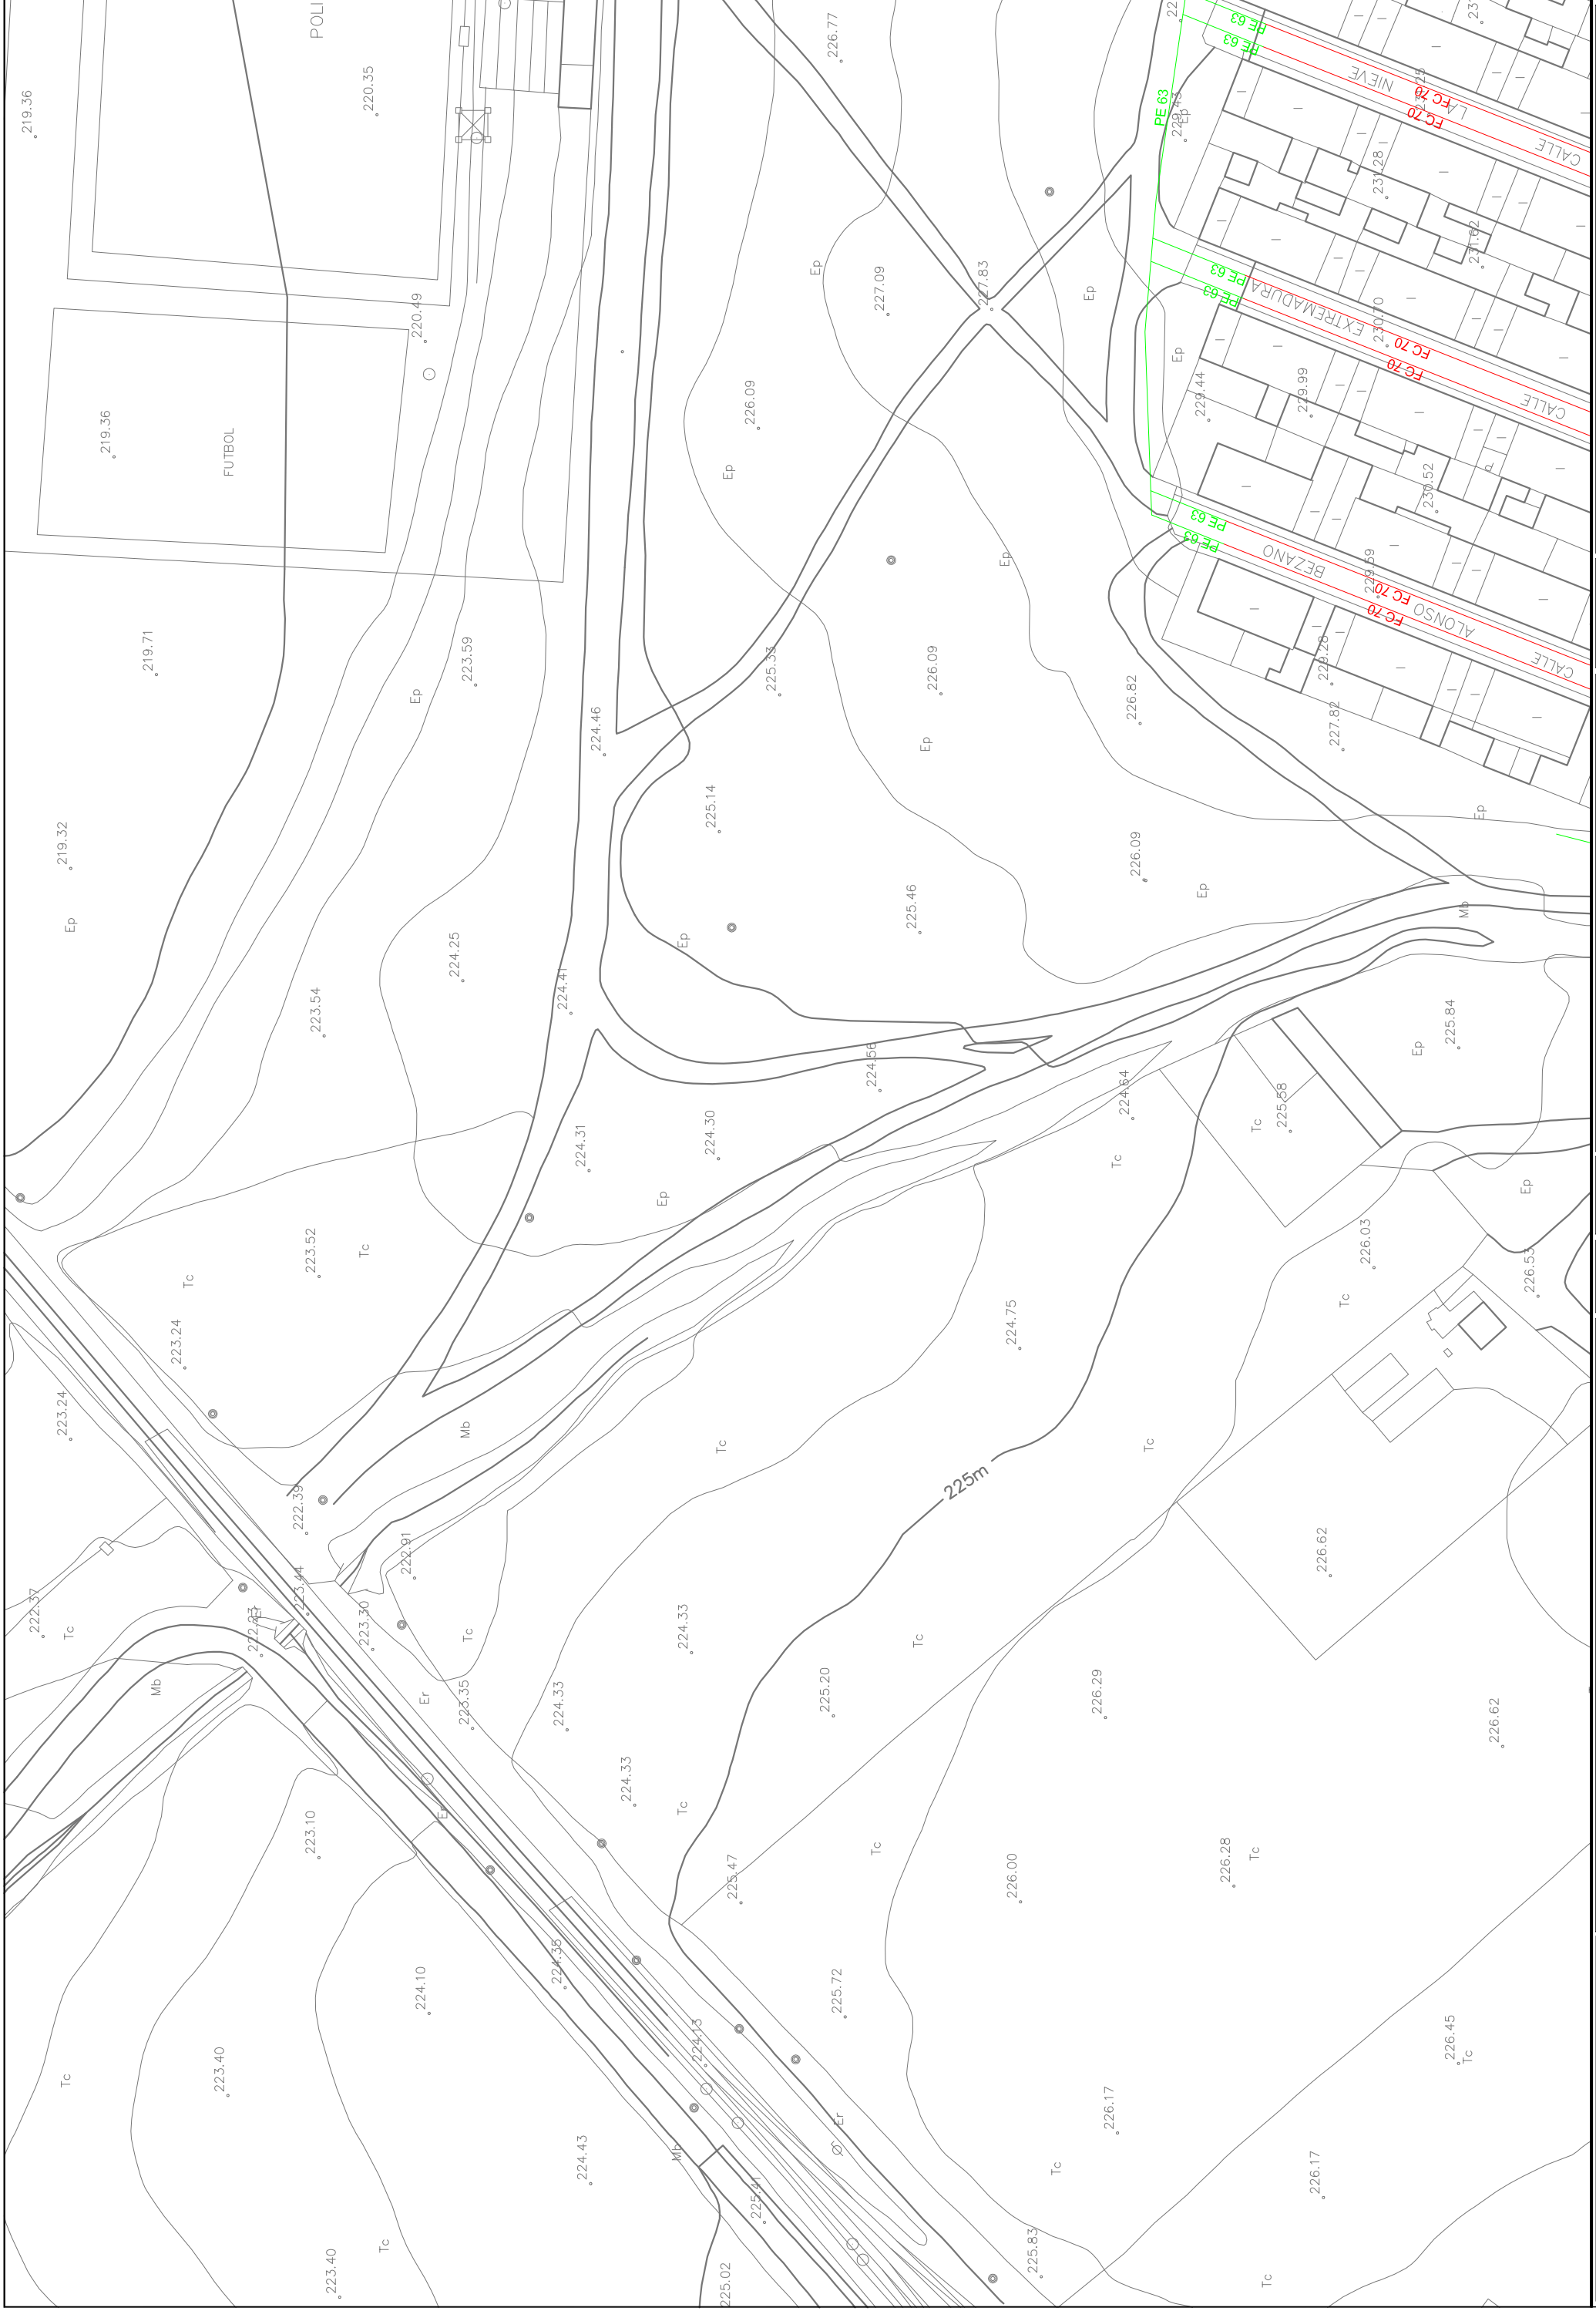 POLI
219.36
220.35
226.77
PE 63
PE 63
PE 63
229.43
Ep
CALLE LA NIEVE
FC 70
FC 70
231.28
231.62
219.36
FUTBOL
220.49
Ep
227.09
227.83
Ep
226.09
Ep
PE 63
PE 63
CALLE EXTREMADURA
FC 70
FC 70
230.70
Ep
229.44
229.99
P
230.52
PE 63
PE 63
CALLE ALONSO BEZANO
FC 70
FC 70
229.59
229.28
227.82
219.71
223.59
Ep
224.46
225.33
226.09
Ep
Ep
226.82
219.32
Ep
225.14
225.46
226.09
Ep
Ep
Mb
224.25
223.54
224.41
Ep
224.56
224.64
225.84
Ep
225.58
Tc
Tc
224.31
224.30
Ep
223.52
Tc
Tc
223.24
223.24
226.03
Tc
Ep
226.53
224.75
Mb
Tc
Tc
225m
222.39
222.91
223.44
222.37
Tc
222.23
Er
223.30
Tc
226.62
224.33
Tc
Mb
Er
223.35
224.33
225.20
226.29
226.62
224.33
Tc
Er
223.10
Tc
225.47
226.00
226.28
Tc
224.35
224.10
225.72
Tc
223.40
224.13
226.45
Tc
226.17
Er
Mb
224.43
225.41
Tc
226.17
Tc
223.40
225.02
225.83
Tc